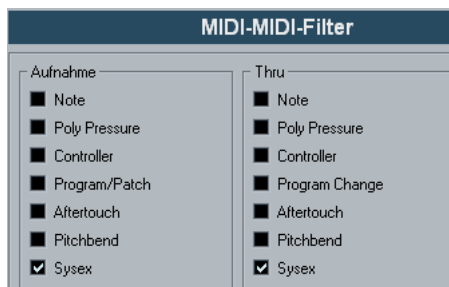 MIDI-MIDI-Filter
Aufnahme
Note
Poly Pressure
Controller
Program/Patch
Aftertouch
Pitchbend
Sysex
Thru
Note
Poly Pressure
Controller
Program Change
Aftertouch
Pitchbend
Sysex